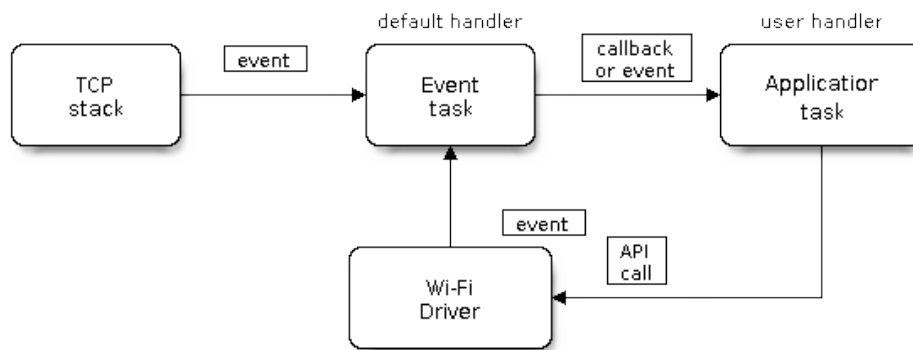 default handler
user handler
event
callback
or event
TCP
stack
Event
task
Application
task
event
API
call
Wi-Fi
Driver